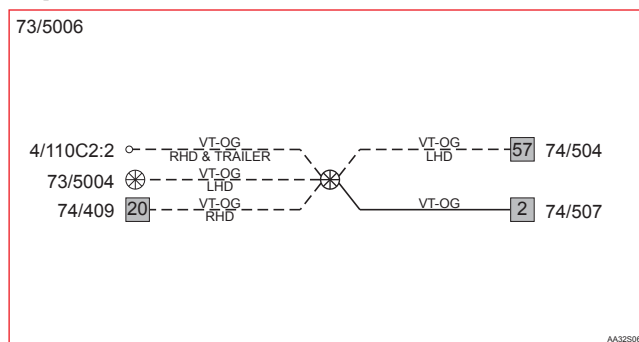 73/5006
4/110C2:2 VT-OG VT-OG 57 74/504
RHD & TRAILER LHD
73/5004 VT-OG
LHD
74/409 20 VT-OG VT-OG 2 74/507
RHD
AA32S06